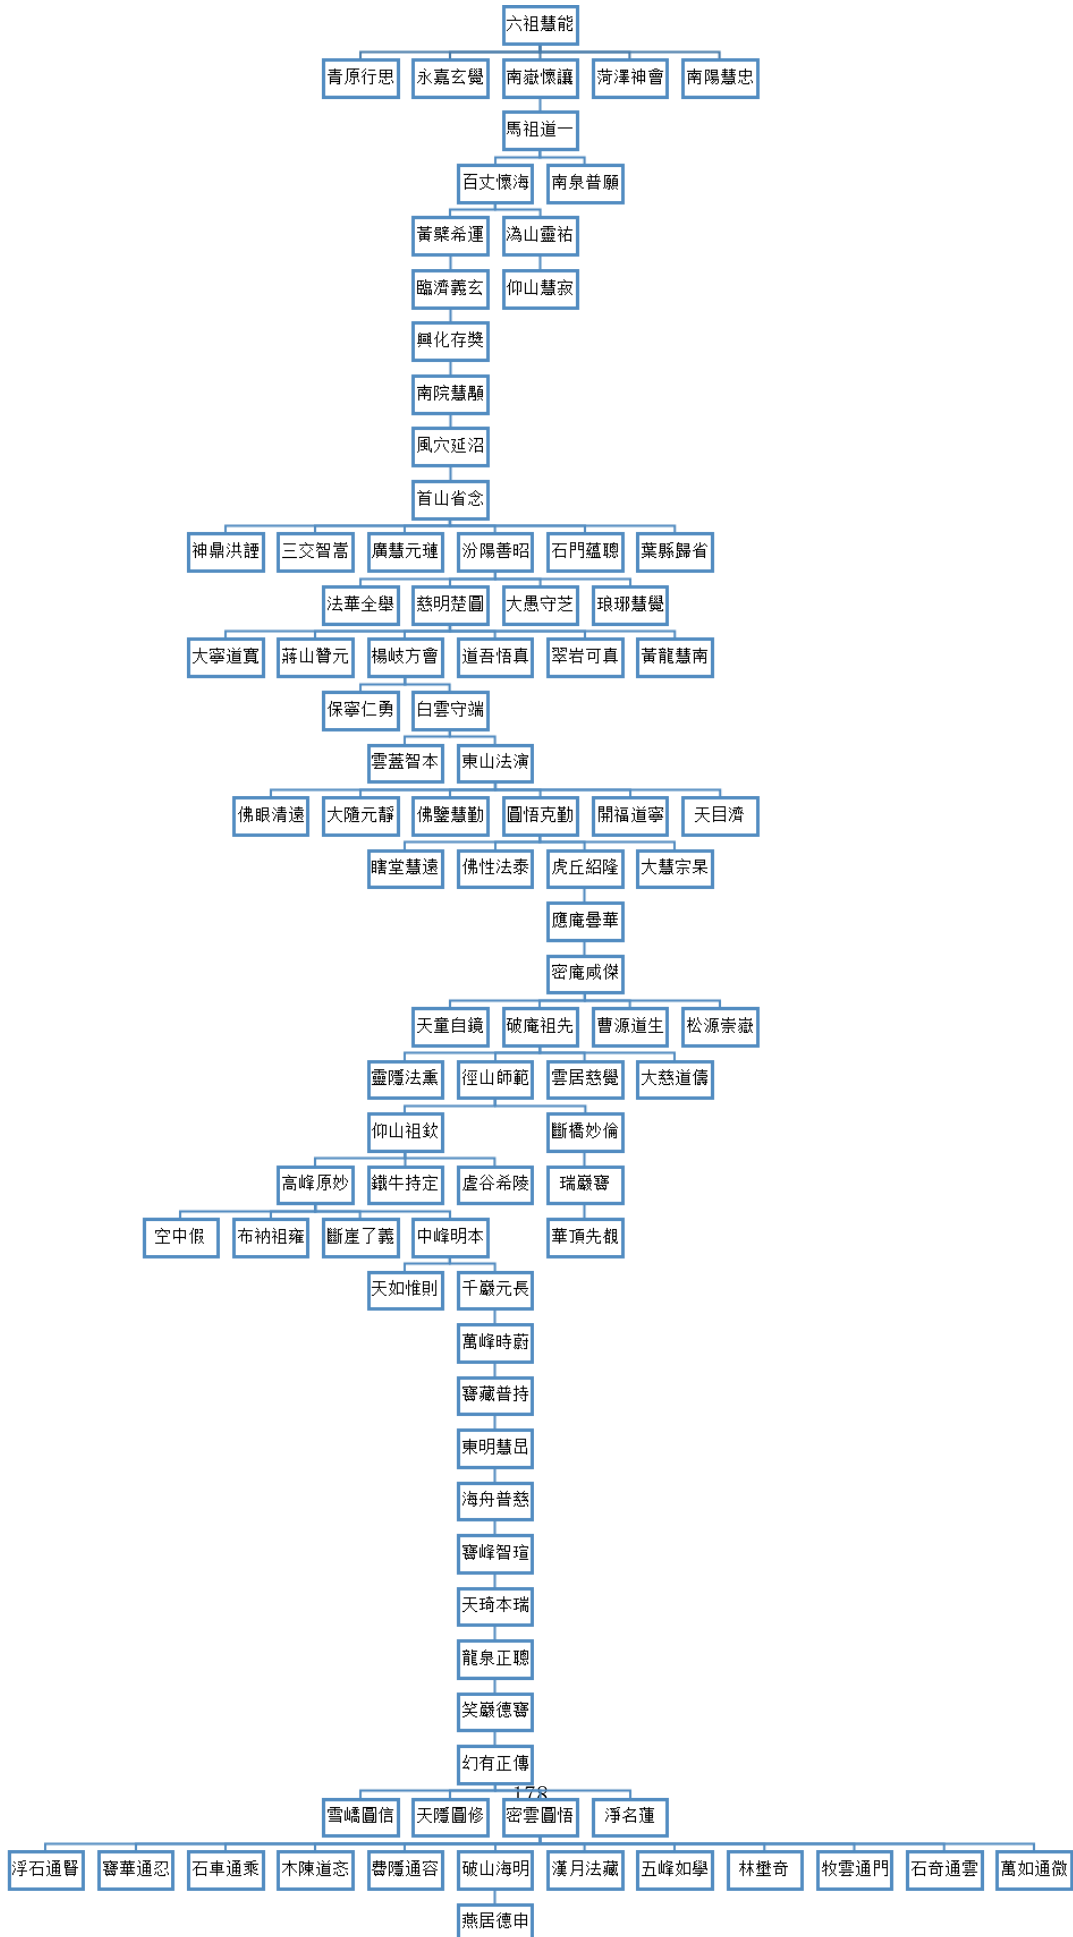 六祖慧能
青原行思 永嘉玄覺 南嶽懷讓 菏澤神會 南陽慧忠
馬祖道一
百丈懷海 南泉普願
黃檗希運 溈山靈祐
臨濟義玄 仰山慧寂
興化存獎
南院慧顒
風穴延沼
首山省念
神鼎洪諲 三交智嵩 廣慧元璉 汾陽善昭 石門蘊聰 葉縣歸省
法華全舉 慈明楚圓 大愚守芝 琅琊慧覺
大寧道寬 蔣山贊元 楊岐方會 道吾悟真 翠岩可真 黃龍慧南
保寧仁勇 白雲守端
雲蓋智本 東山法演
佛眼清遠 大隨元靜 佛鑒慧勤 圓悟克勤 開福道寧 天目濟
瞎堂慧遠 佛性法泰 虎丘紹隆 大慧宗杲
應庵曇華
密庵咸傑
天童自鏡 破庵祖先 曹源道生 松源崇嶽
靈隱法薰 徑山師範 雲居慈覺 大慈道儔
仰山祖欽 斷橋妙倫
高峰原妙 鐵牛持定 虛谷希陵 瑞巖寶
空中假 布衲祖雍 斷崖了義 中峰明本 華頂先覩
天如惟則 千巖元長
萬峰時蔚
寶藏普持
東明慧旵
海舟普慈
寶峰智瑄
天琦本瑞
龍泉正聰
笑巖德寶
幻有正傳
178
雪嶠圓信 天隱圓修 密雲圓悟 淨名蓮
浮石通賢 寶華通忍 石車通乘 木陳道忞 費隱通容 破山海明 漢月法藏 五峰如學 林壄奇 牧雲通門 石奇通雲 萬如通微
燕居德申